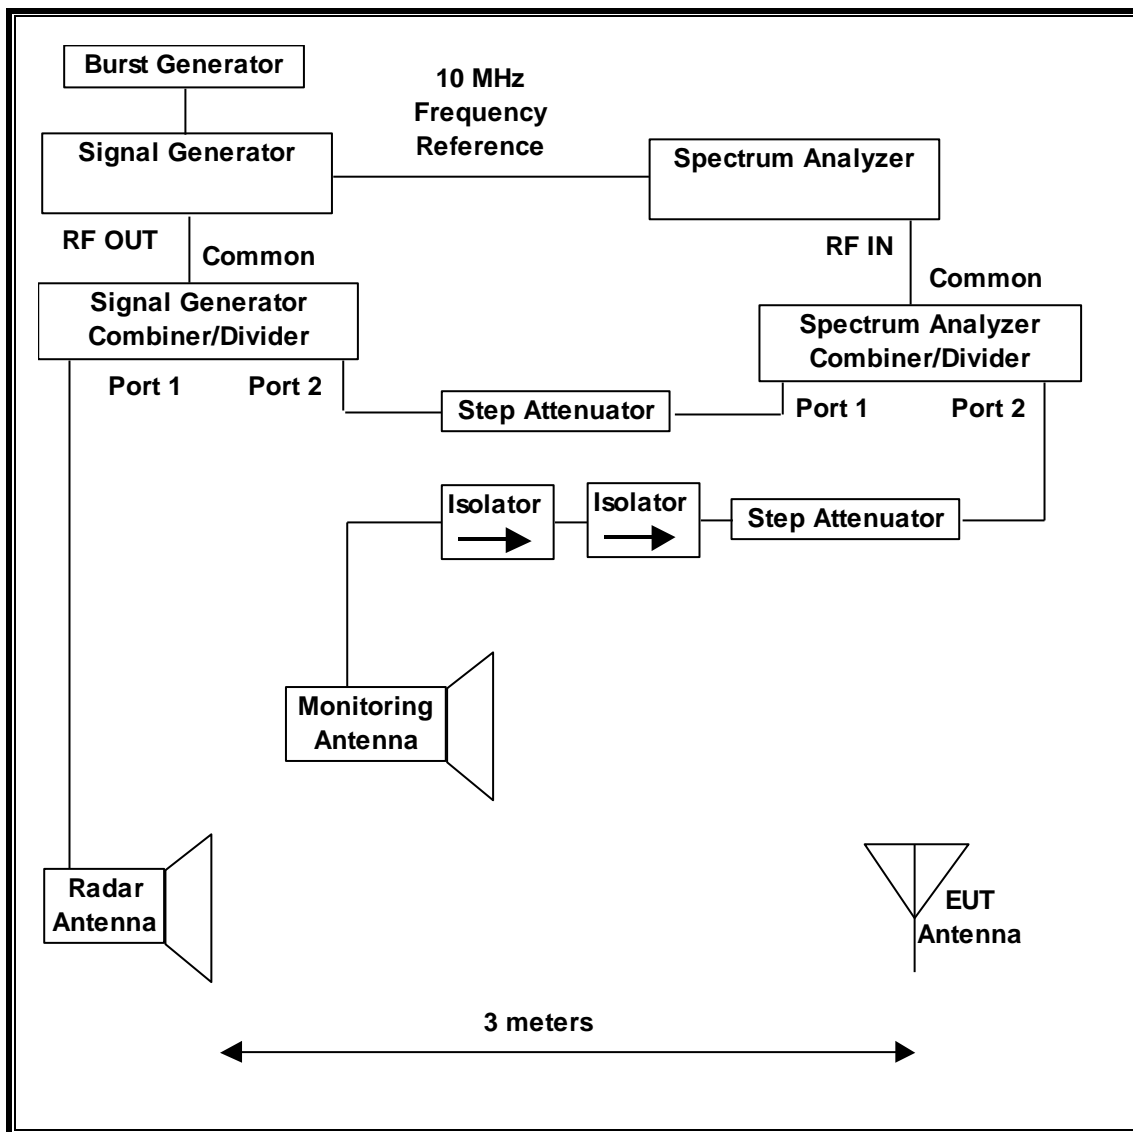 Burst Generator
10 MHz
Frequency
Reference
Signal Generator
Spectrum Analyzer
RF OUT
Common
RF IN
Common
Signal Generator
Combiner/Divider
Spectrum Analyzer
Combiner/Divider
Port 1
Port 2
Step Attenuator
Port 1
Port 2
Isolator
Isolator
Step Attenuator
Monitoring
Antenna
Radar
Antenna
EUT
Antenna
3 meters